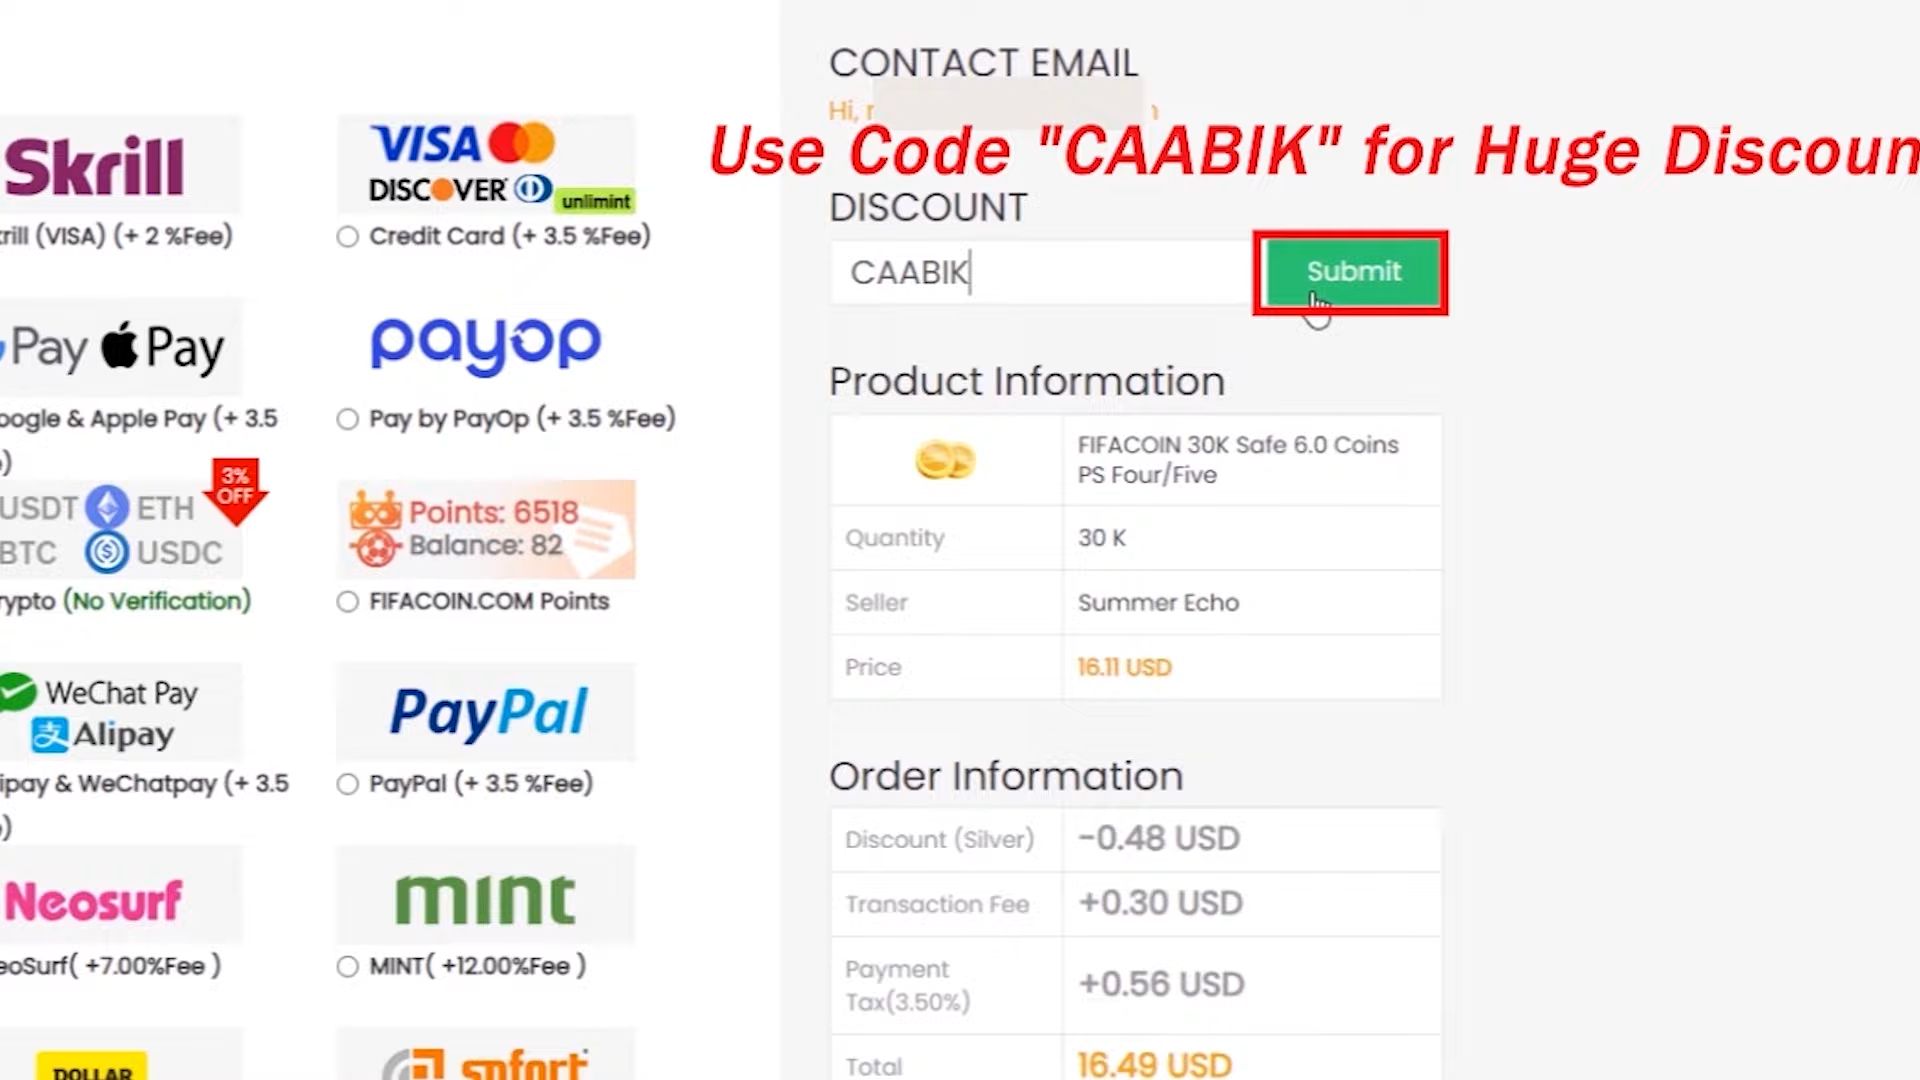 Skrill
rill (VISA) (+ 2 %Fee)
VISA
DISCOVER
unlimint
Credit Card (+ 3.5 %Fee)
Pay Pay
oogle & Apple Pay (+ 3.5
)
payop
Pay by PayOp (+ 3.5 %Fee)
3%
OFF
USDT ETH
BTC USDC
rypto (No Verification)
Points: 6518
Balance: 82
FIFACOIN.COM Points
WeChat Pay
支 Alipay
ipay & WeChatpay (+ 3.5
)
PayPal
PayPal (+ 3.5 %Fee)
Neosurf
eoSurf( +7.00%Fee )
mint
MINT( +12.00%Fee )
DOLLAR
sofort
CONTACT EMAIL
Hi, r
Use Code "CAABIK" for Huge Discoun
DISCOUNT
CAABIK
Submit
Product Information
FIFACOIN 30K Safe 6.0 Coins
PS Four/Five
Quantity 30 K
Seller Summer Echo
Price 16.11 USD
Order Information
Discount (Silver) -0.48 USD
Transaction Fee +0.30 USD
Payment
Tax(3.50%) +0.56 USD
Total 16.49 USD